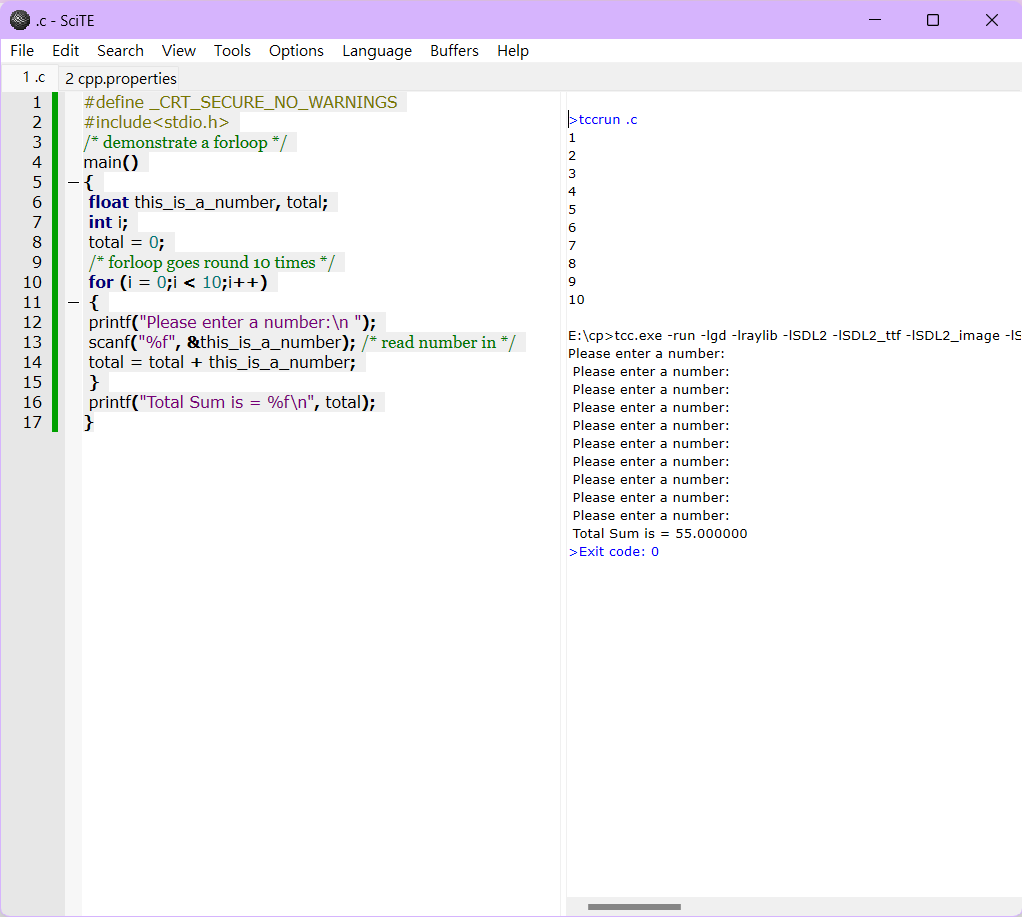 .c - SciTE
File Edit Search View Tools Options Language Buffers Help
1 .c 2 cpp.properties
1 #define _CRT_SECURE_NO_WARNINGS
2 #include<stdio.h>
3 /* demonstrate a forloop */
4 main()
5 {
6 float this_is_a_number, total;
7 int i;
8 total = 0;
9 /* forloop goes round 10 times */
10 for (i = 0;i < 10;i++)
11 {
12 printf("Please enter a number:\n ");
13 scanf("%f", &this_is_a_number); /* read number in */
14 total = total + this_is_a_number;
15 }
16 printf("Total Sum is = %f\n", total);
17 }
>tccrun .c
1
2
3
4
5
6
7
8
9
10
E:\cp>tcc.exe -run -lgd -lraylib -lSDL2 -lSDL2_ttf -lSDL2_image -lS
Please enter a number:
Please enter a number:
Please enter a number:
Please enter a number:
Please enter a number:
Please enter a number:
Please enter a number:
Please enter a number:
Please enter a number:
Please enter a number:
Total Sum is = 55.000000
>Exit code: 0